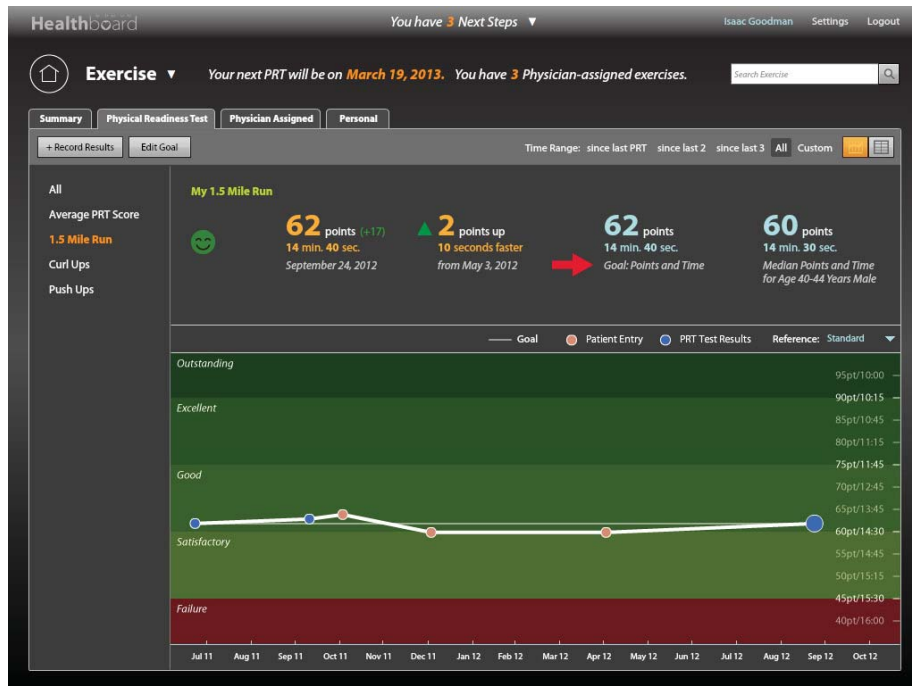 Healthboard
You have 3 Next Steps ▼
Isaac Goodman Settings Logout
Exercise ▼
Your next PRT will be on March 19, 2013. You have 3 Physician-assigned exercises.
Search Exercise
Summary Physical Readiness Test Physician Assigned Personal
+ Record Results Edit Goal
Time Range: since last PRT since last 2 since last 3 All Custom
All
Average PRT Score
1.5 Mile Run
Curl Ups
Push Ups
My 1.5 Mile Run
62 points (+17)
14 min. 40 sec.
September 24, 2012
2 points up
10 seconds faster
from May 3, 2012
62 points
14 min. 40 sec.
Goal: Points and Time
60 points
14 min. 30 sec.
Median Points and Time
for Age 40-44 Years Male
Goal Patient Entry PRT Test Results Reference: Standard
Outstanding
Excellent
Good
Satisfactory
Failure
95pt/10:00
90pt/10:15
85pt/10:45
80pt/11:15
75pt/11:45
70pt/12:45
65pt/13:45
60pt/14:30
55pt/14:45
50pt/15:15
45pt/15:30
40pt/16:00
Jul 11 Aug 11 Sep 11 Oct 11 Nov 11 Dec 11 Jan 12 Feb 12 Mar 12 Apr 12 May 12 Jun 12 Jul 12 Aug 12 Sep 12 Oct 12